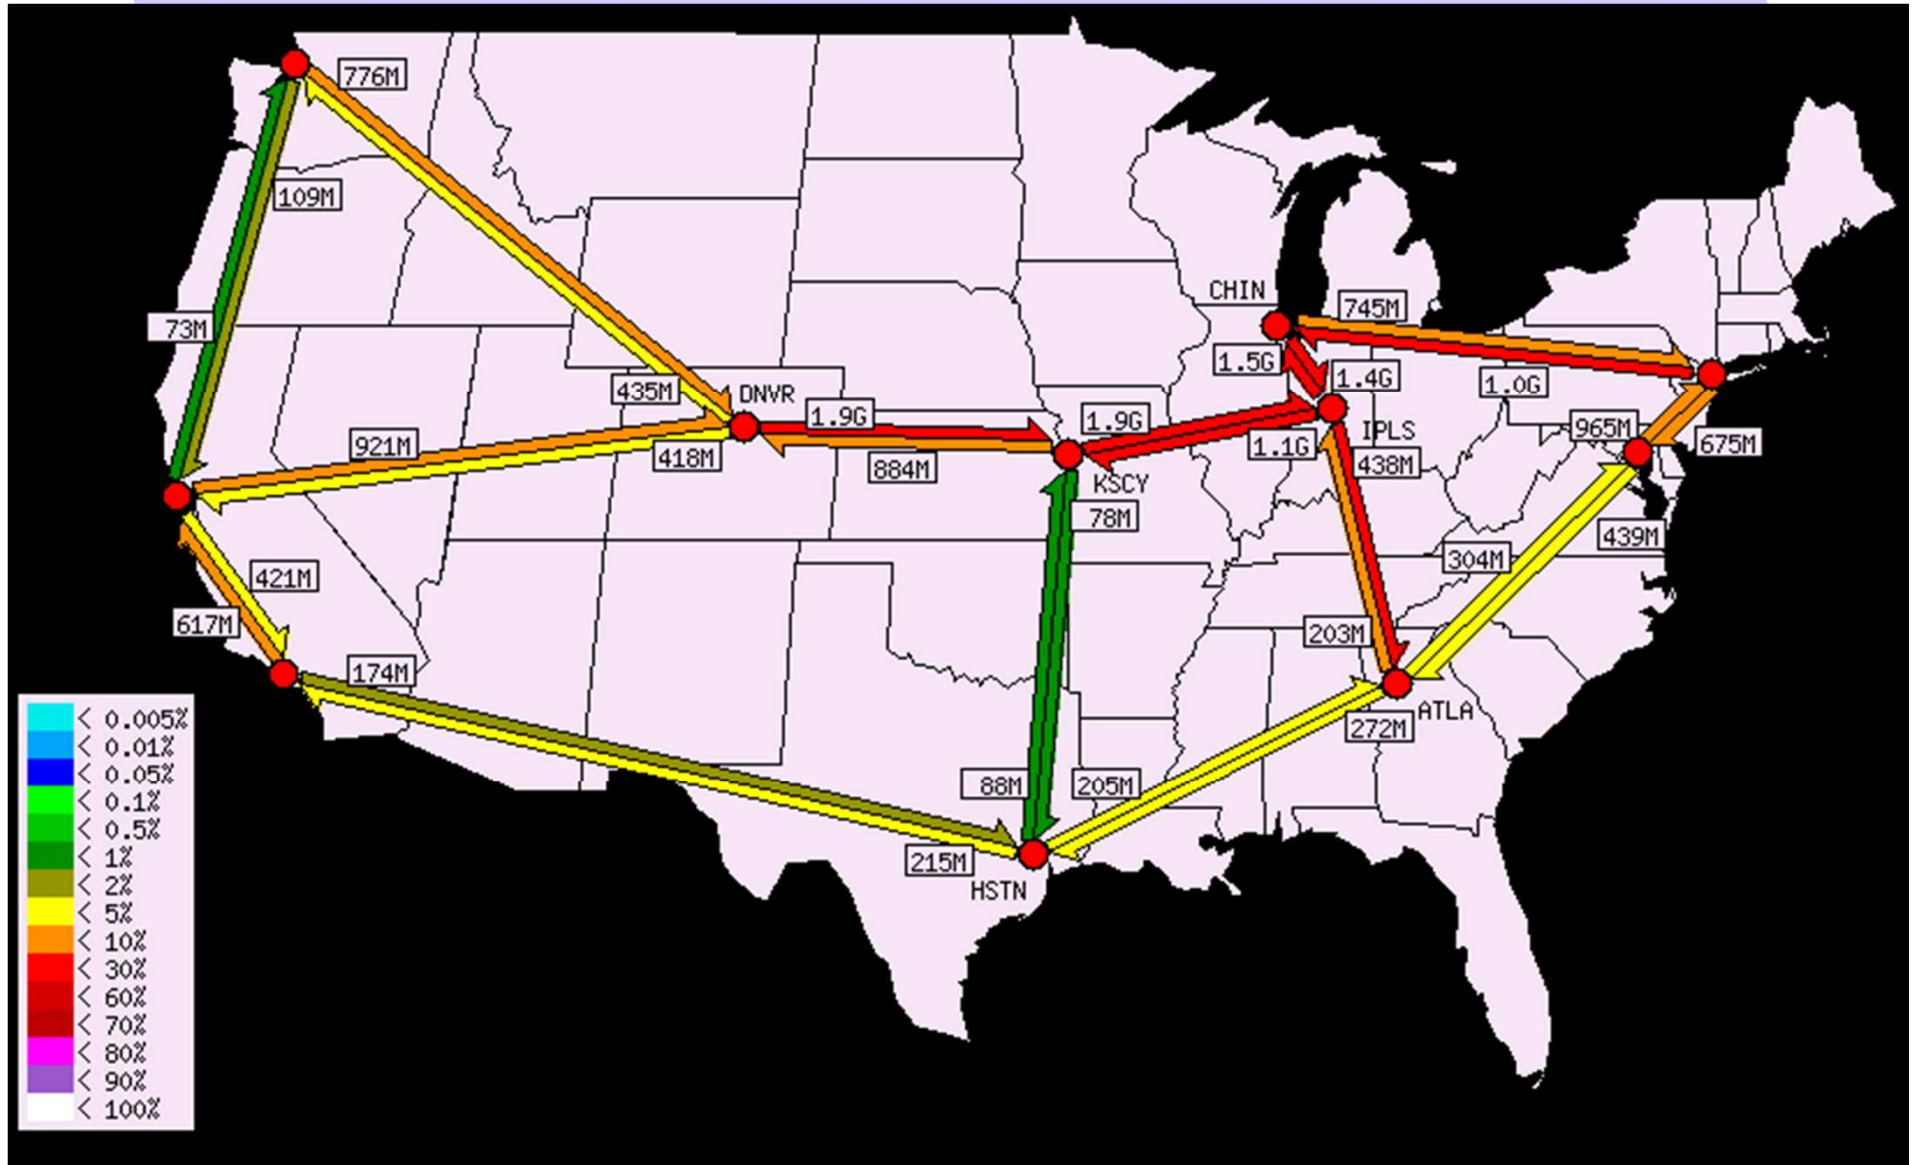 776M
109M
CHIN
745M
73M
1.5G
1.4G
1.0G
435M
DNVR
1.9G
1.9G
IPLS
965M
675M
921M
418M
884M
1.1G
438M
KSCY
78M
439M
304M
421M
617M
203M
174M
ATLA
272M
88M
205M
215M
HSTN
< 0.005%
< 0.01%
< 0.05%
< 0.1%
< 0.5%
< 1%
< 2%
< 5%
< 10%
< 30%
< 60%
< 70%
< 80%
< 90%
< 100%